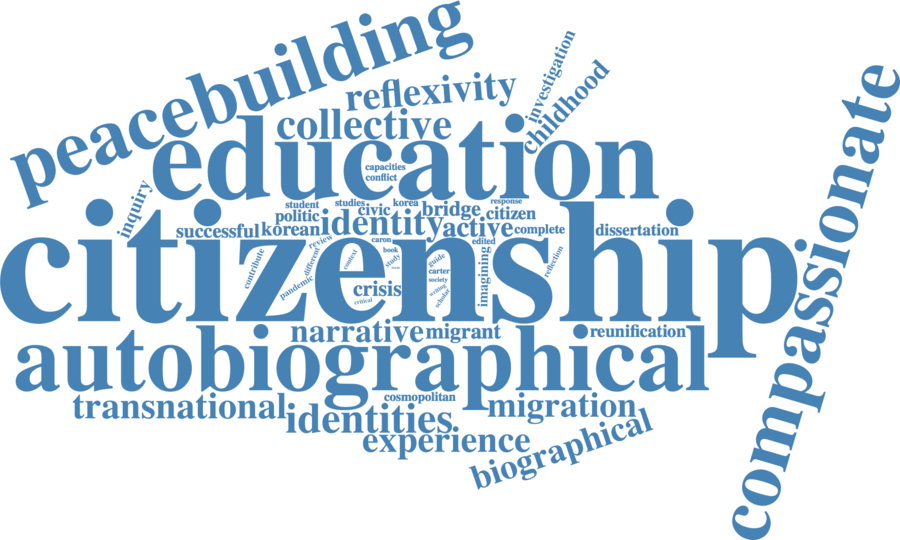 peacebuilding
investigation
reflexivity
childhood
collective
education
capacities
conflict
inquiry
student
studies
korea
response
politic
civic
bridge
citizen
successful
korean
identity
active
complete
dissertation
citizenship
compassionate
contribute
different
review
caron
edited
context
book
study
guide
imagining
reflection
pandemic
crisis
carter
society
writing
scholar
critical
narrative
migrant
reunification
autobiographical
transnational
cosmopolitan
identities
migration
experience
biographical